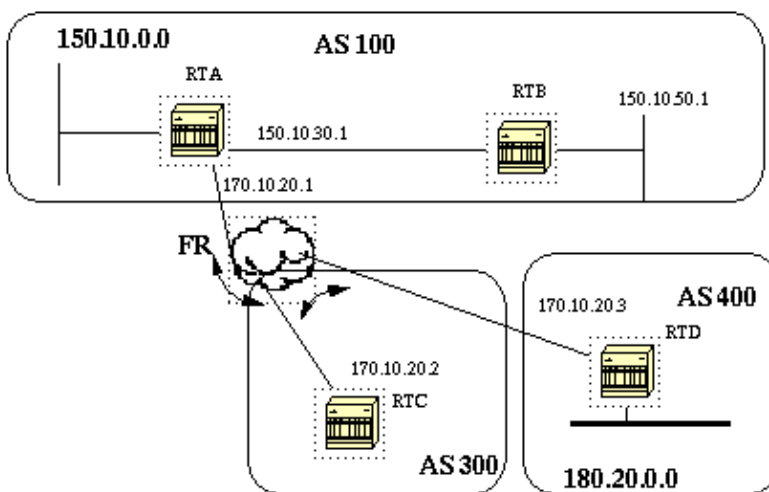 150.10.0.0
AS 100
RTA
RTB
150.10.50.1
150.10.30.1
170.10.20.1
FR
170.10.20.3
AS 400
RTD
170.10.20.2
RTC
AS 300
180.20.0.0